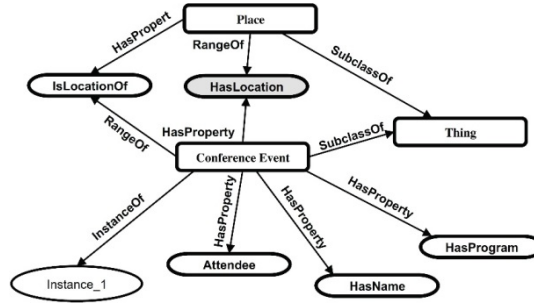 Place
HasPropert
RangeOf
SubclassOf
IsLocationOf
HasLocation
RangeOf
HasProperty
SubclassOf
Thing
Conference Event
InstanceOf
HasProperty
HasProperty
HasProperty
HasProgram
Attendee
Instance_1
HasName